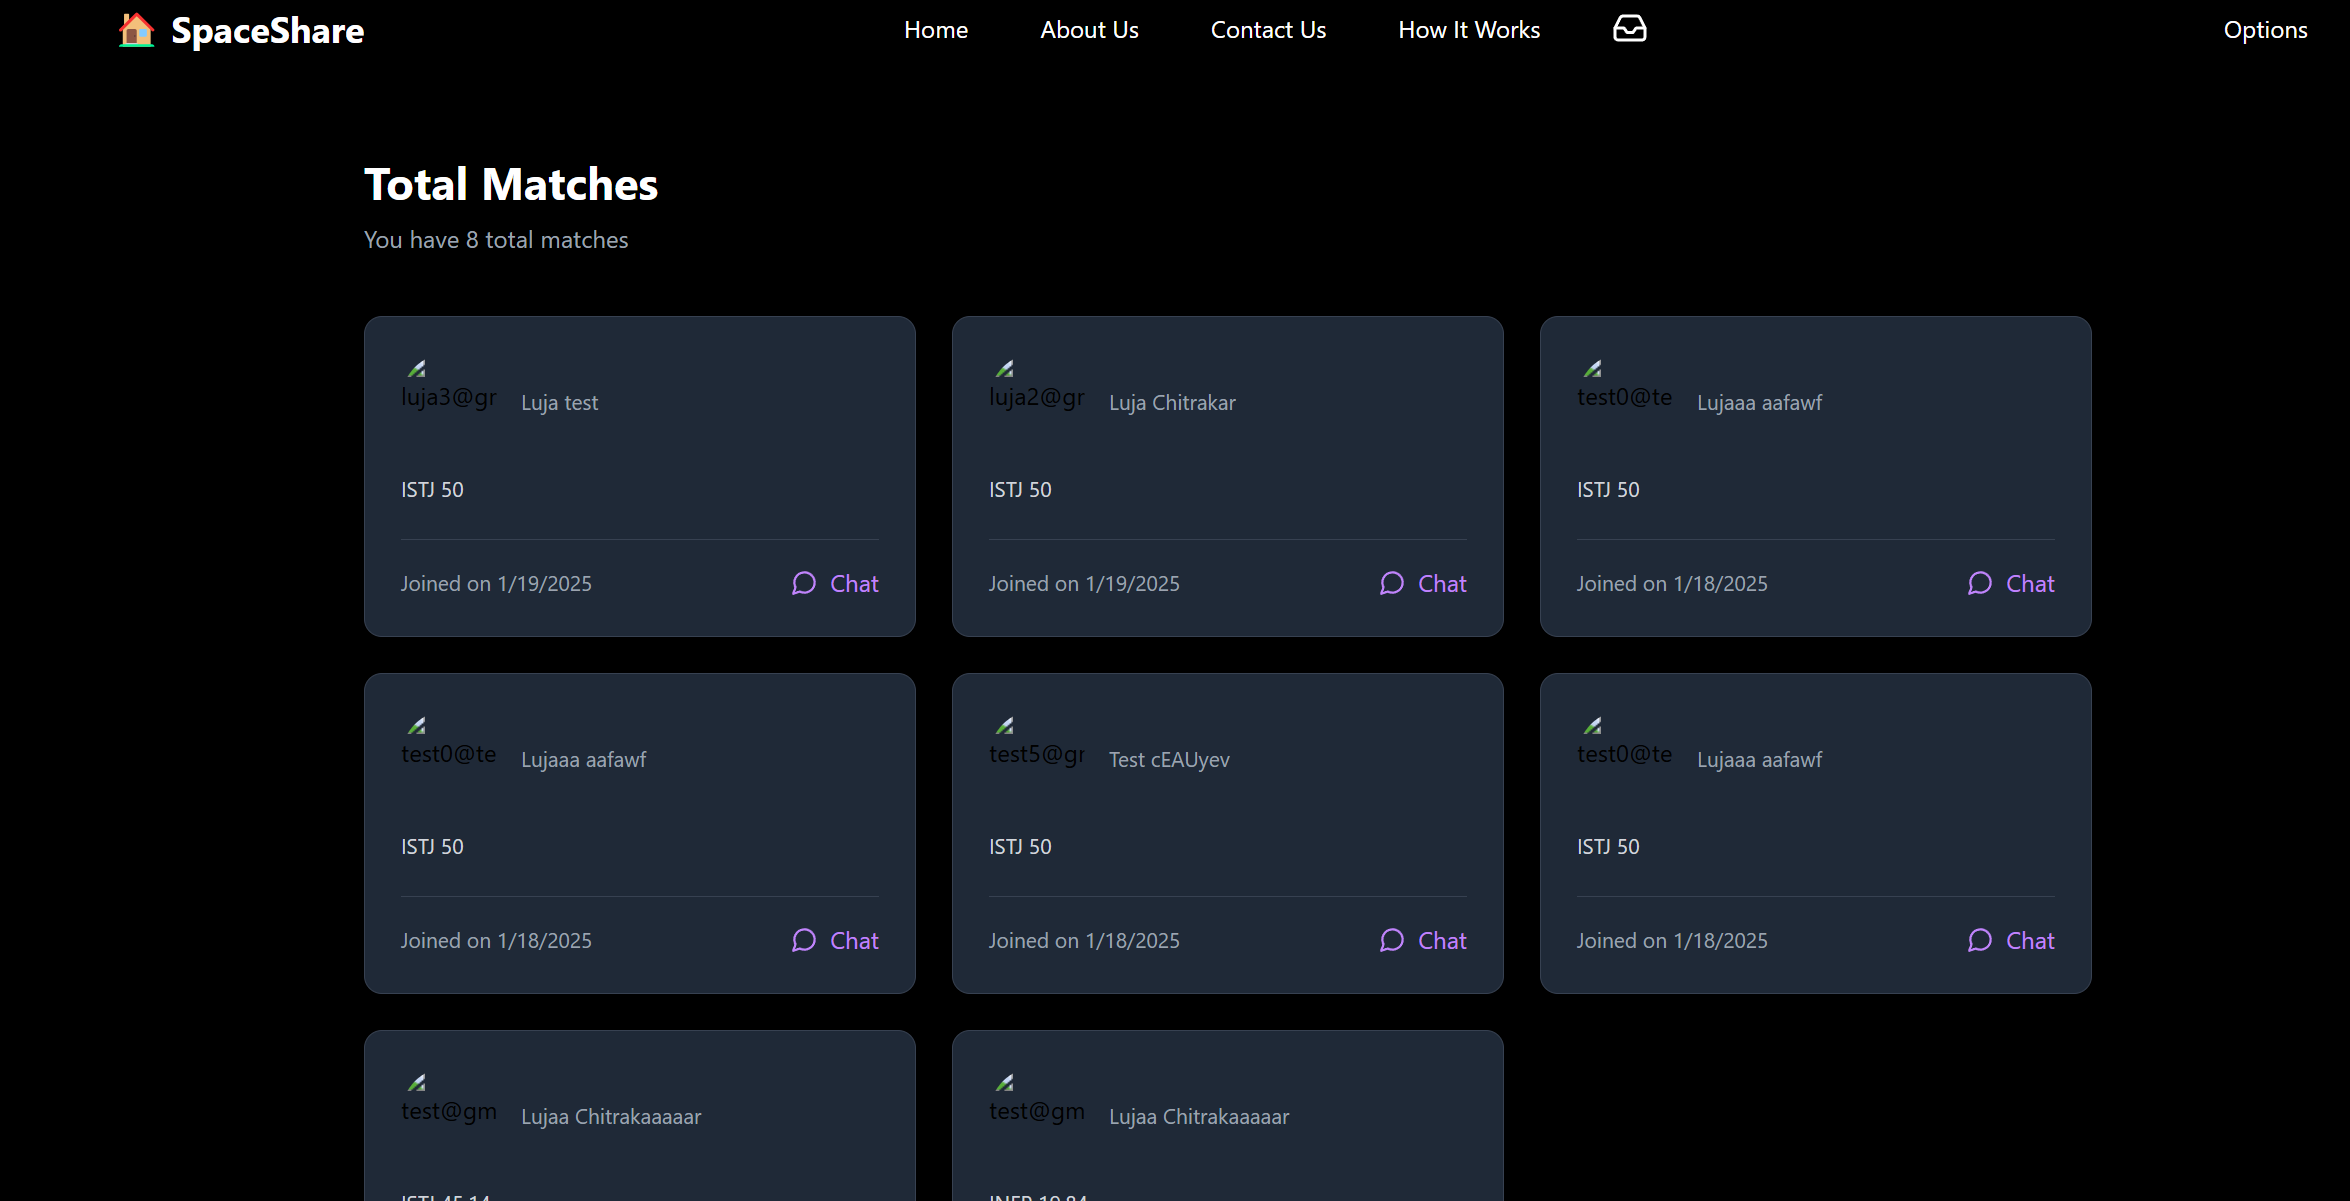 SpaceShare
Home
About Us
Contact Us
How It Works
Options
Total Matches
You have 8 total matches
luja3@gr
Luja test
ISTJ 50
Joined on 1/19/2025
Chat
luja2@gr
Luja Chitrakar
ISTJ 50
Joined on 1/19/2025
Chat
test0@te
Lujaaa aafawf
ISTJ 50
Joined on 1/18/2025
Chat
test0@te
Lujaaa aafawf
ISTJ 50
Joined on 1/18/2025
Chat
test5@gr
Test cEAUyev
ISTJ 50
Joined on 1/18/2025
Chat
test0@te
Lujaaa aafawf
ISTJ 50
Joined on 1/18/2025
Chat
test@gm
Lujaa Chitrakaaaaar
ISTJ 45.14
test@gm
Lujaa Chitrakaaaaar